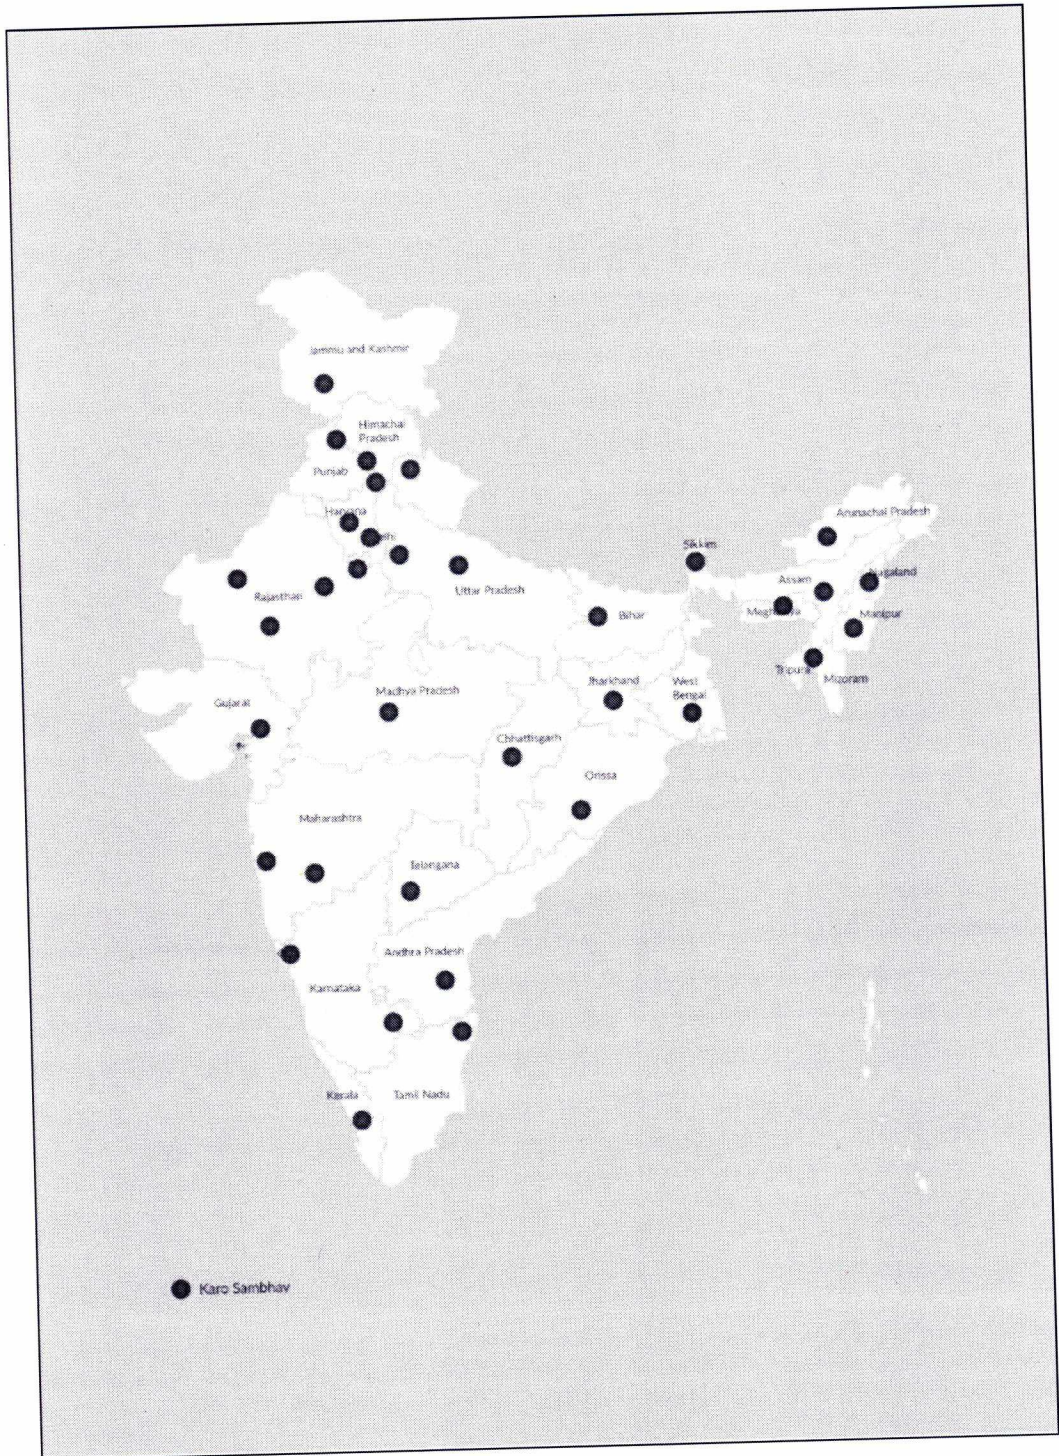 Jammu and Kashmir
Himachal
Pradesh
Punjab
Haryana
Arunachal Pradesh
Sikkim
Nagaland
Assam
Uttar Pradesh
Rajasthan
Meghalaya
Bihar
Manipur
Tripura
Mizoram
Jharkhand
West
Bengal
Madhya Pradesh
Gujarat
Chhattisgarh
Orissa
Maharashtra
Telangana
Andhra Pradesh
Karnataka
Kerala
Tamil Nadu
Karo Sambhav